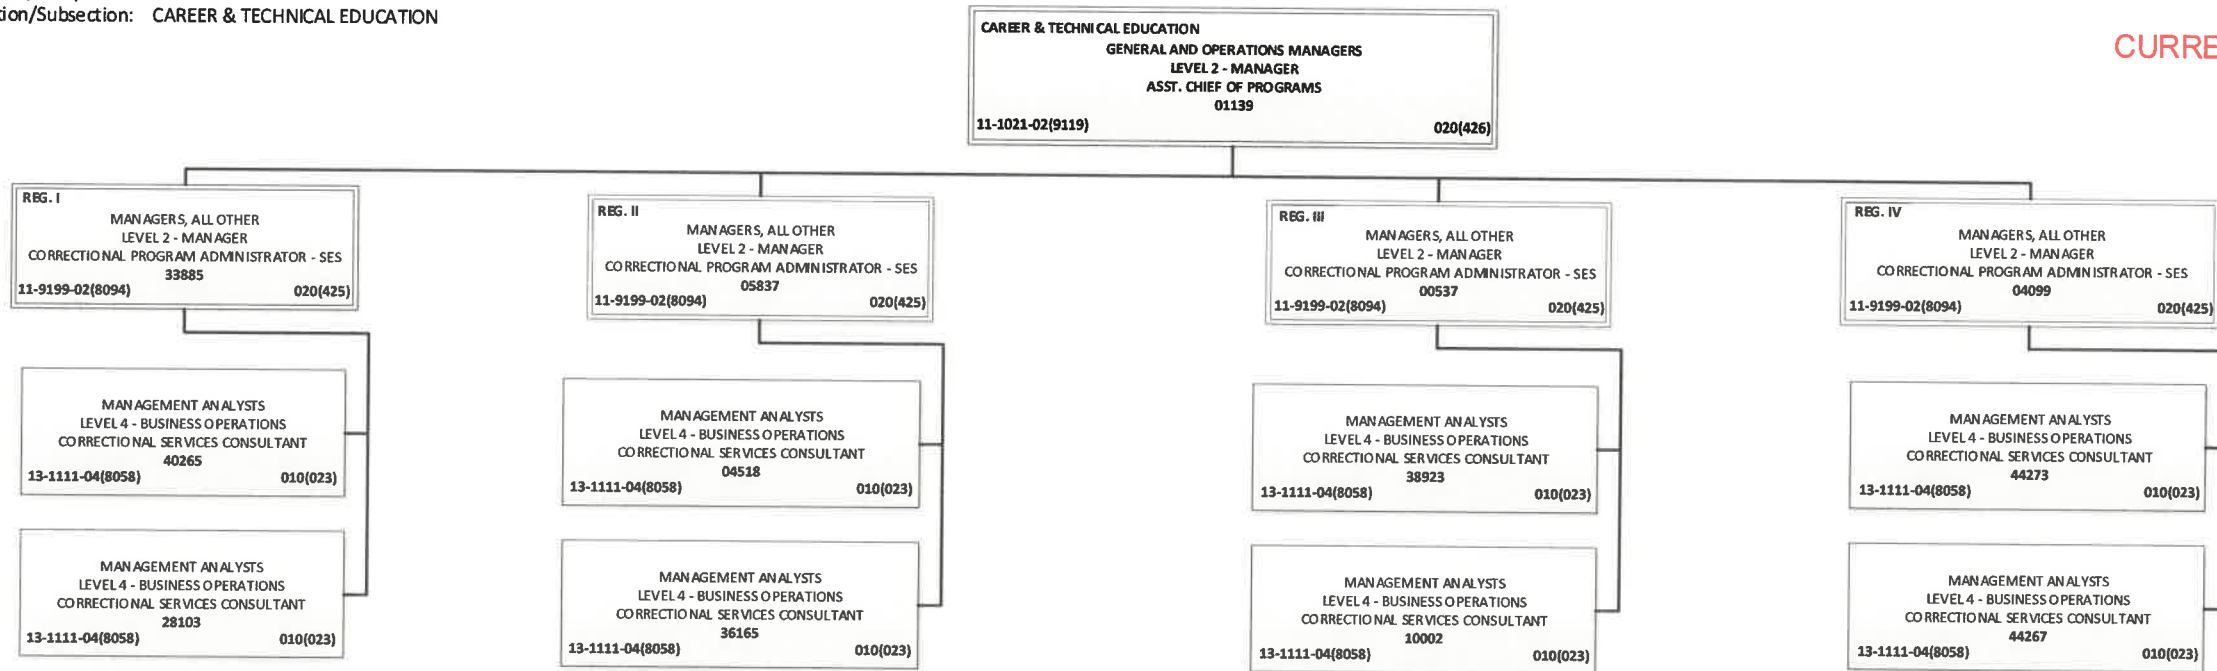 tion/Subsection: CAREER & TECHNICAL EDUCATION
CURRE
CAREER & TECHNICAL EDUCATION
GENERAL AND OPERATIONS MANAGERS
LEVEL 2 - MANAGER
ASST. CHIEF OF PROGRAMS
01139
11-1021-02(9119) 020(426)
REG. I
MANAGERS, ALL OTHER
LEVEL 2 - MANAGER
CORRECTIONAL PROGRAM ADMINISTRATOR - SES
33885
11-9199-02(8094) 020(425)
REG. II
MANAGERS, ALL OTHER
LEVEL 2 - MANAGER
CORRECTIONAL PROGRAM ADMINISTRATOR - SES
05837
11-9199-02(8094) 020(425)
REG. III
MANAGERS, ALL OTHER
LEVEL 2 - MANAGER
CORRECTIONAL PROGRAM ADMINISTRATOR - SES
00537
11-9199-02(8094) 020(425)
REG. IV
MANAGERS, ALL OTHER
LEVEL 2 - MANAGER
CORRECTIONAL PROGRAM ADMINISTRATOR - SES
04099
11-9199-02(8094) 020(425)
MANAGEMENT ANALYSTS
LEVEL 4 - BUSINESS OPERATIONS
CORRECTIONAL SERVICES CONSULTANT
40265
13-1111-04(8058) 010(023)
MANAGEMENT ANALYSTS
LEVEL 4 - BUSINESS OPERATIONS
CORRECTIONAL SERVICES CONSULTANT
04518
13-1111-04(8058) 010(023)
MANAGEMENT ANALYSTS
LEVEL 4 - BUSINESS OPERATIONS
CORRECTIONAL SERVICES CONSULTANT
38923
13-1111-04(8058) 010(023)
MANAGEMENT ANALYSTS
LEVEL 4 - BUSINESS OPERATIONS
CORRECTIONAL SERVICES CONSULTANT
44273
13-1111-04(8058) 010(023)
MANAGEMENT ANALYSTS
LEVEL 4 - BUSINESS OPERATIONS
CORRECTIONAL SERVICES CONSULTANT
28103
13-1111-04(8058) 010(023)
MANAGEMENT ANALYSTS
LEVEL 4 - BUSINESS OPERATIONS
CORRECTIONAL SERVICES CONSULTANT
36165
13-1111-04(8058) 010(023)
MANAGEMENT ANALYSTS
LEVEL 4 - BUSINESS OPERATIONS
CORRECTIONAL SERVICES CONSULTANT
10002
13-1111-04(8058) 010(023)
MANAGEMENT ANALYSTS
LEVEL 4 - BUSINESS OPERATIONS
CORRECTIONAL SERVICES CONSULTANT
44267
13-1111-04(8058) 010(023)